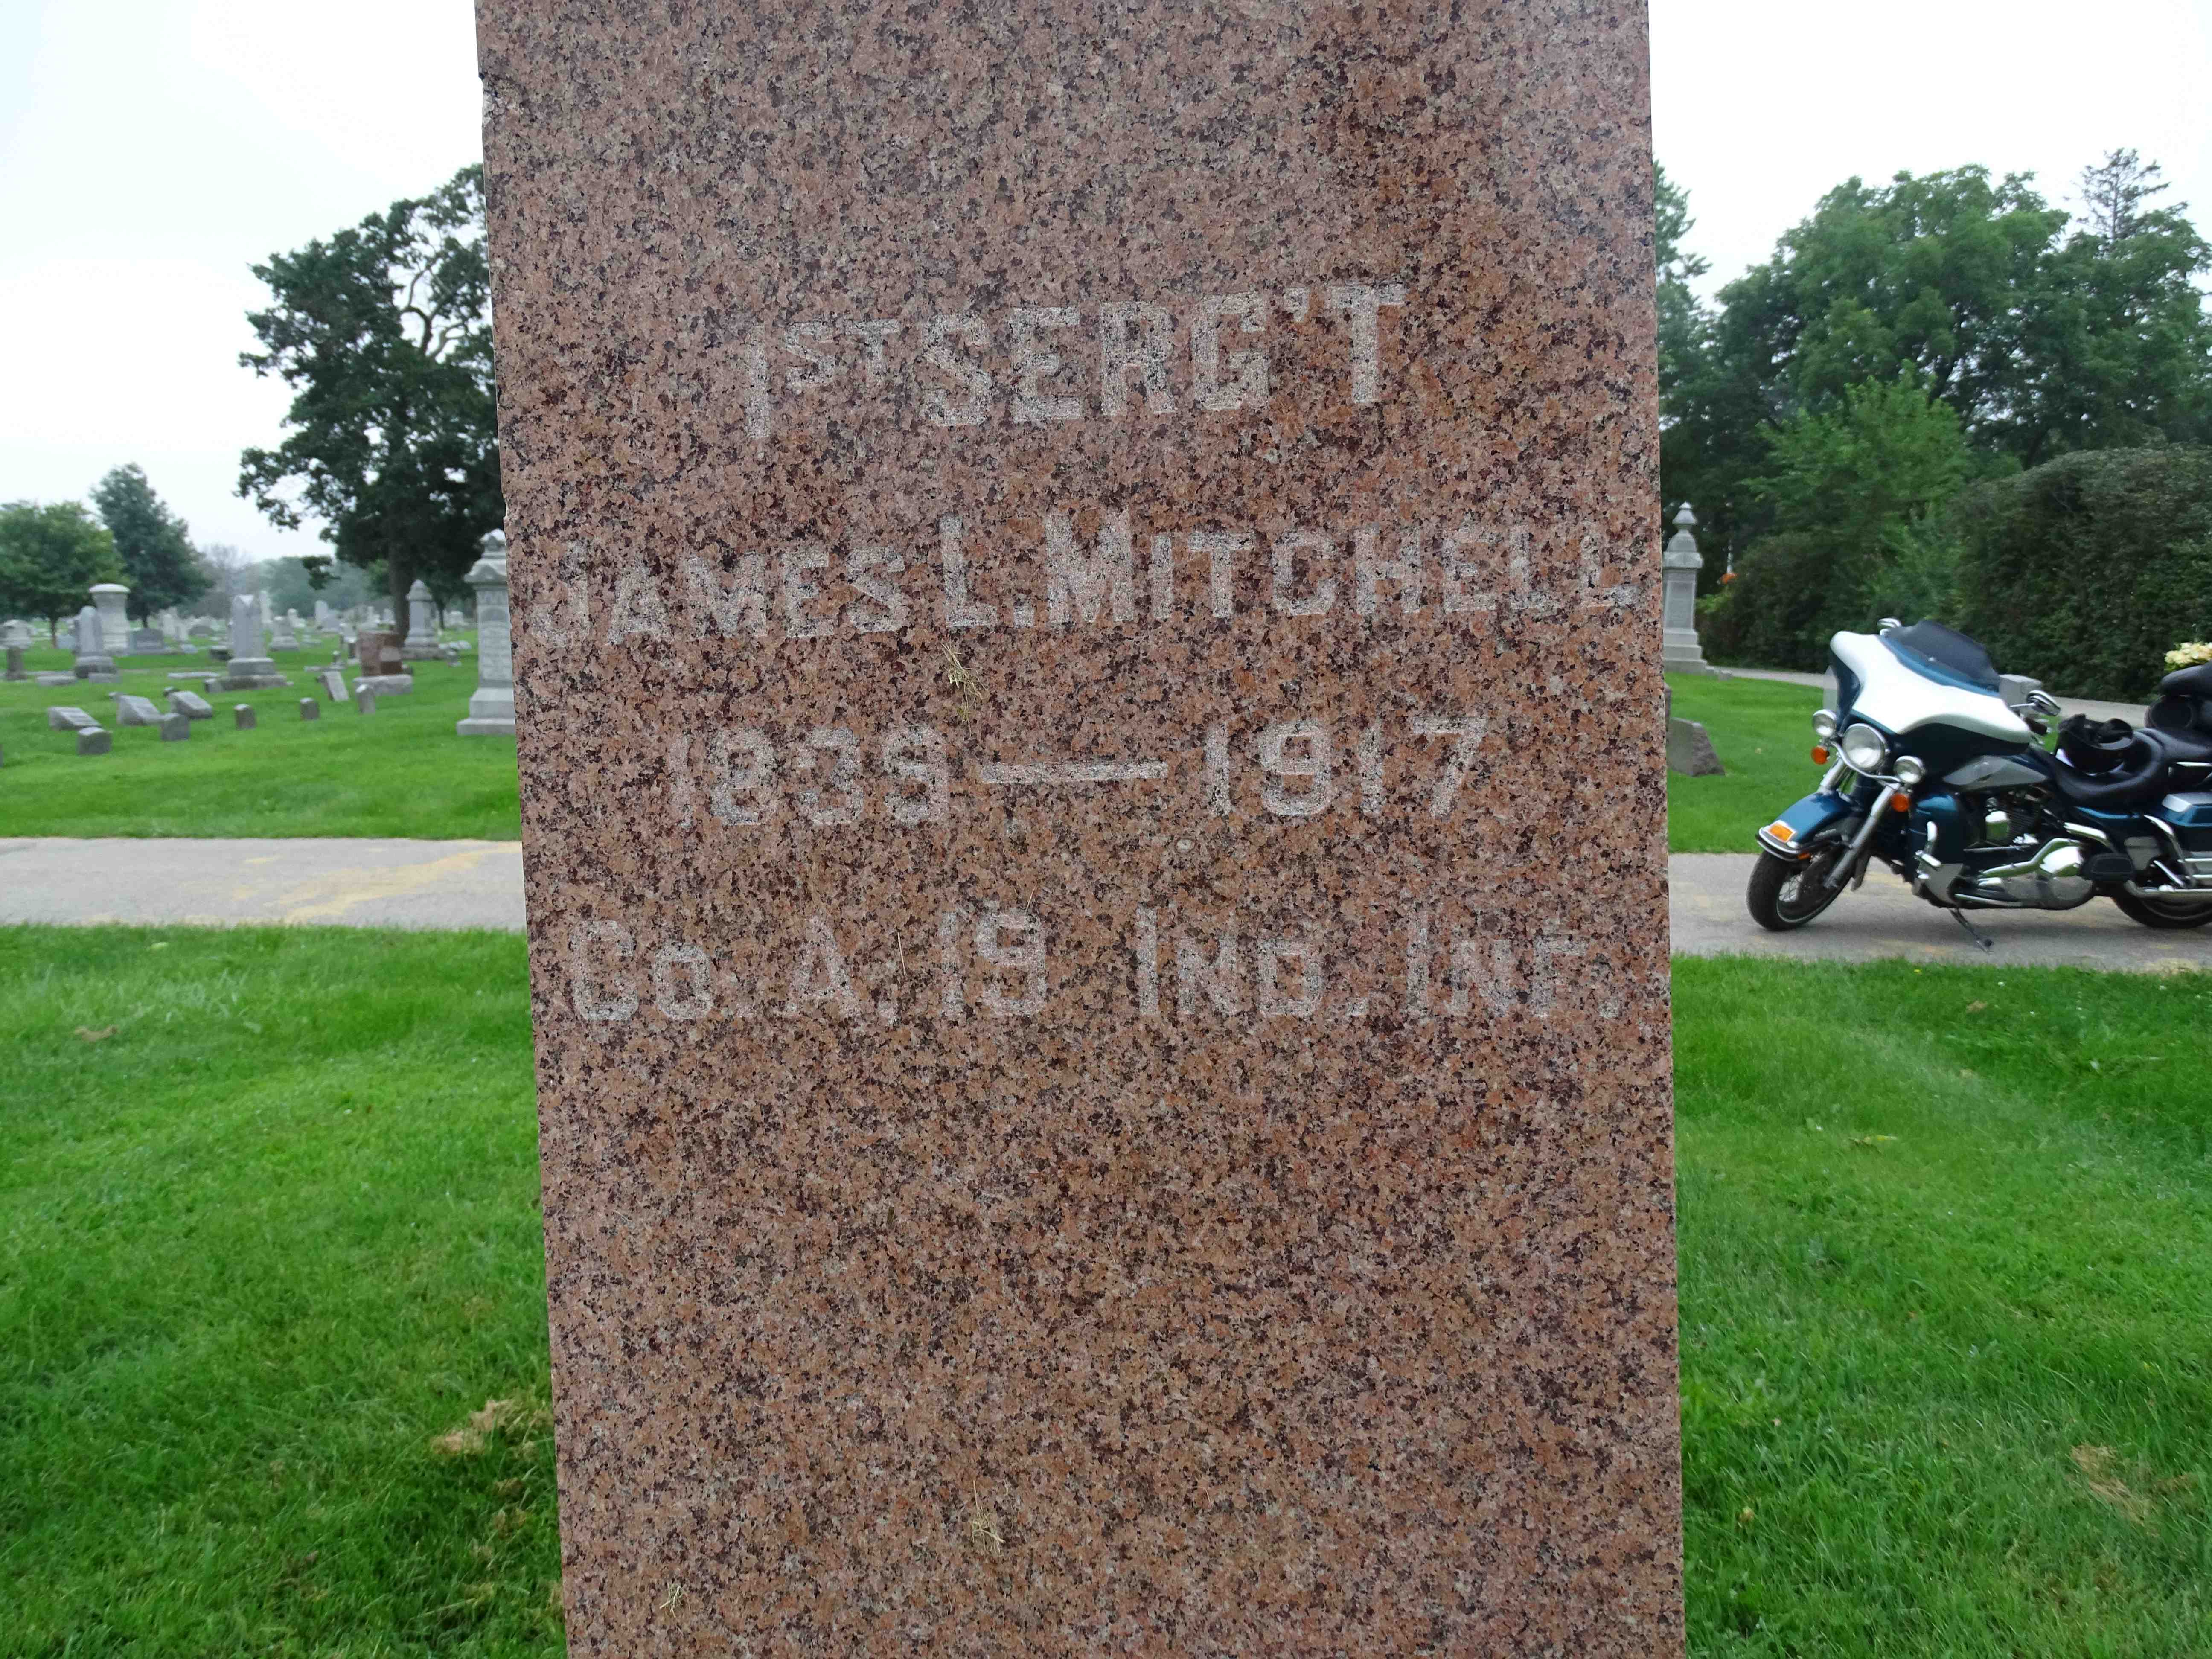 1ST SERG'T
JAMES L. MITCHELL
1839 — 1917
CO. A, 19 IND. INF.